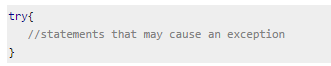 try{
   //statements that may cause an exception
}